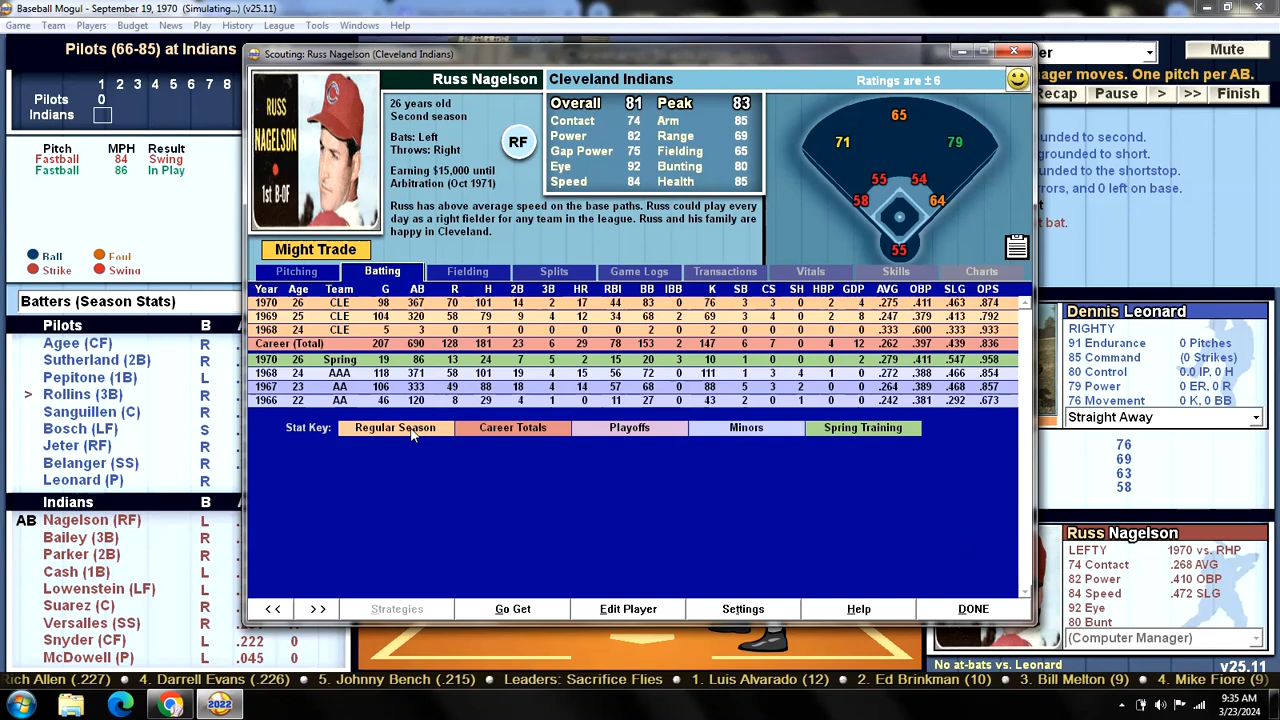 Baseball Mogul - September 19, 1970 (Simulating...) (v25.11)
Game Team Players Budget News Play History League Tools Windows Help
Pilots (66-85) at Indians
1 2 3 4 5 6 7 8
Pilots 0
Indians
Pitch MPH Result
Fastball 84 Swing
Fastball 86 In Play
Ball Foul
Strike Swing
Batters (Season Stats)
Pilots B
Agee (CF) R
Sutherland (2B) R
Pepitone (1B) L
> Rollins (3B) R
Sanguillen (C) R
Bosch (LF) S
Jeter (RF) R
Belanger (SS) R
Leonard (P) R
Indians B
AB Nagelson (RF) L
Bailey (3B) R
Parker (2B) R
Cash (1B) L
Lowenstein (LF) L
Suarez (C) R
Versalles (SS) R
Snyder (CF) L .222 0
McDowell (P) L .045 0
Scouting: Russ Nagelson (Cleveland Indians)
RUSS
NAGELSON
1st B-OF
Russ Nagelson
26 years old
Second season
Bats: Left
Throws: Right
RF
Earning $15,000 until
Arbitration (Oct 1971)
Cleveland Indians
Overall 81 Peak 83
Contact 74 Arm 85
Power 82 Range 69
Gap Power 75 Fielding 65
Eye 92 Bunting 80
Speed 84 Health 85
Russ has above average speed on the base paths. Russ could play every
day as a right fielder for any team in the league. Russ and his family are
happy in Cleveland.
Ratings are ± 6
65
71 79
55 54
58 64
55
Might Trade
Pitching Batting Fielding Splits Game Logs Transactions Vitals Skills Charts
Year Age Team G AB R H 2B 3B HR RBI BB IBB K SB CS SH HBP GDP AVG OBP SLG OPS
1970 26 CLE 98 367 70 101 14 2 17 44 83 0 76 3 3 0 2 4 .275 .411 .463 .874
1969 25 CLE 104 320 58 79 9 4 12 34 68 2 69 3 4 0 2 8 .247 .379 .413 .792
1968 24 CLE 5 3 0 1 0 0 0 0 2 0 2 0 0 0 0 0 .333 .600 .333 .933
Career (Total) 207 690 128 181 23 6 29 78 153 2 147 6 7 0 4 12 .262 .397 .439 .836
1970 26 Spring 19 86 13 24 7 5 2 15 20 3 10 1 0 0 0 2 .279 .411 .547 .958
1968 24 AAA 118 371 58 101 19 4 15 56 72 0 111 1 3 4 1 0 .272 .388 .466 .854
1967 23 AA 106 333 49 88 18 4 14 57 68 0 88 5 3 2 0 0 .264 .389 .468 .857
1966 22 AA 46 120 8 29 4 1 0 11 27 0 43 2 0 1 0 0 .242 .381 .292 .673
Stat Key: Regular Season Career Totals Playoffs Minors Spring Training
<< >> Strategies Go Get Edit Player Settings Help DONE
Mute
One pitch per AB.
Recap Pause > >> Finish
Dennis Leonard
RIGHTY
91 Endurance 0 Pitches
85 Command (0 Strikes)
80 Control 0.0 IP, 0 H
79 Power 0 ER, 0 R
76 Movement 0 K, 0 BB
Straight Away
76
69
63
58
Russ Nagelson
LEFTY 1970 vs. RHP
74 Contact .268 AVG
82 Power .410 OBP
84 Speed .472 SLG
92 Eye
80 Bunt
(Computer Manager)
No at-bats vs. Leonard v25.11
Rich Allen (.227) 4. Darrell Evans (.226) 5. Johnny Bench (.215) Leaders: Sacrifice Flies 1. Luis Alvarado (12) 2. Ed Brinkman (10) 3. Bill Melton (9) 4. Mike Fiore (9)
2022
9:35 AM
3/23/2024